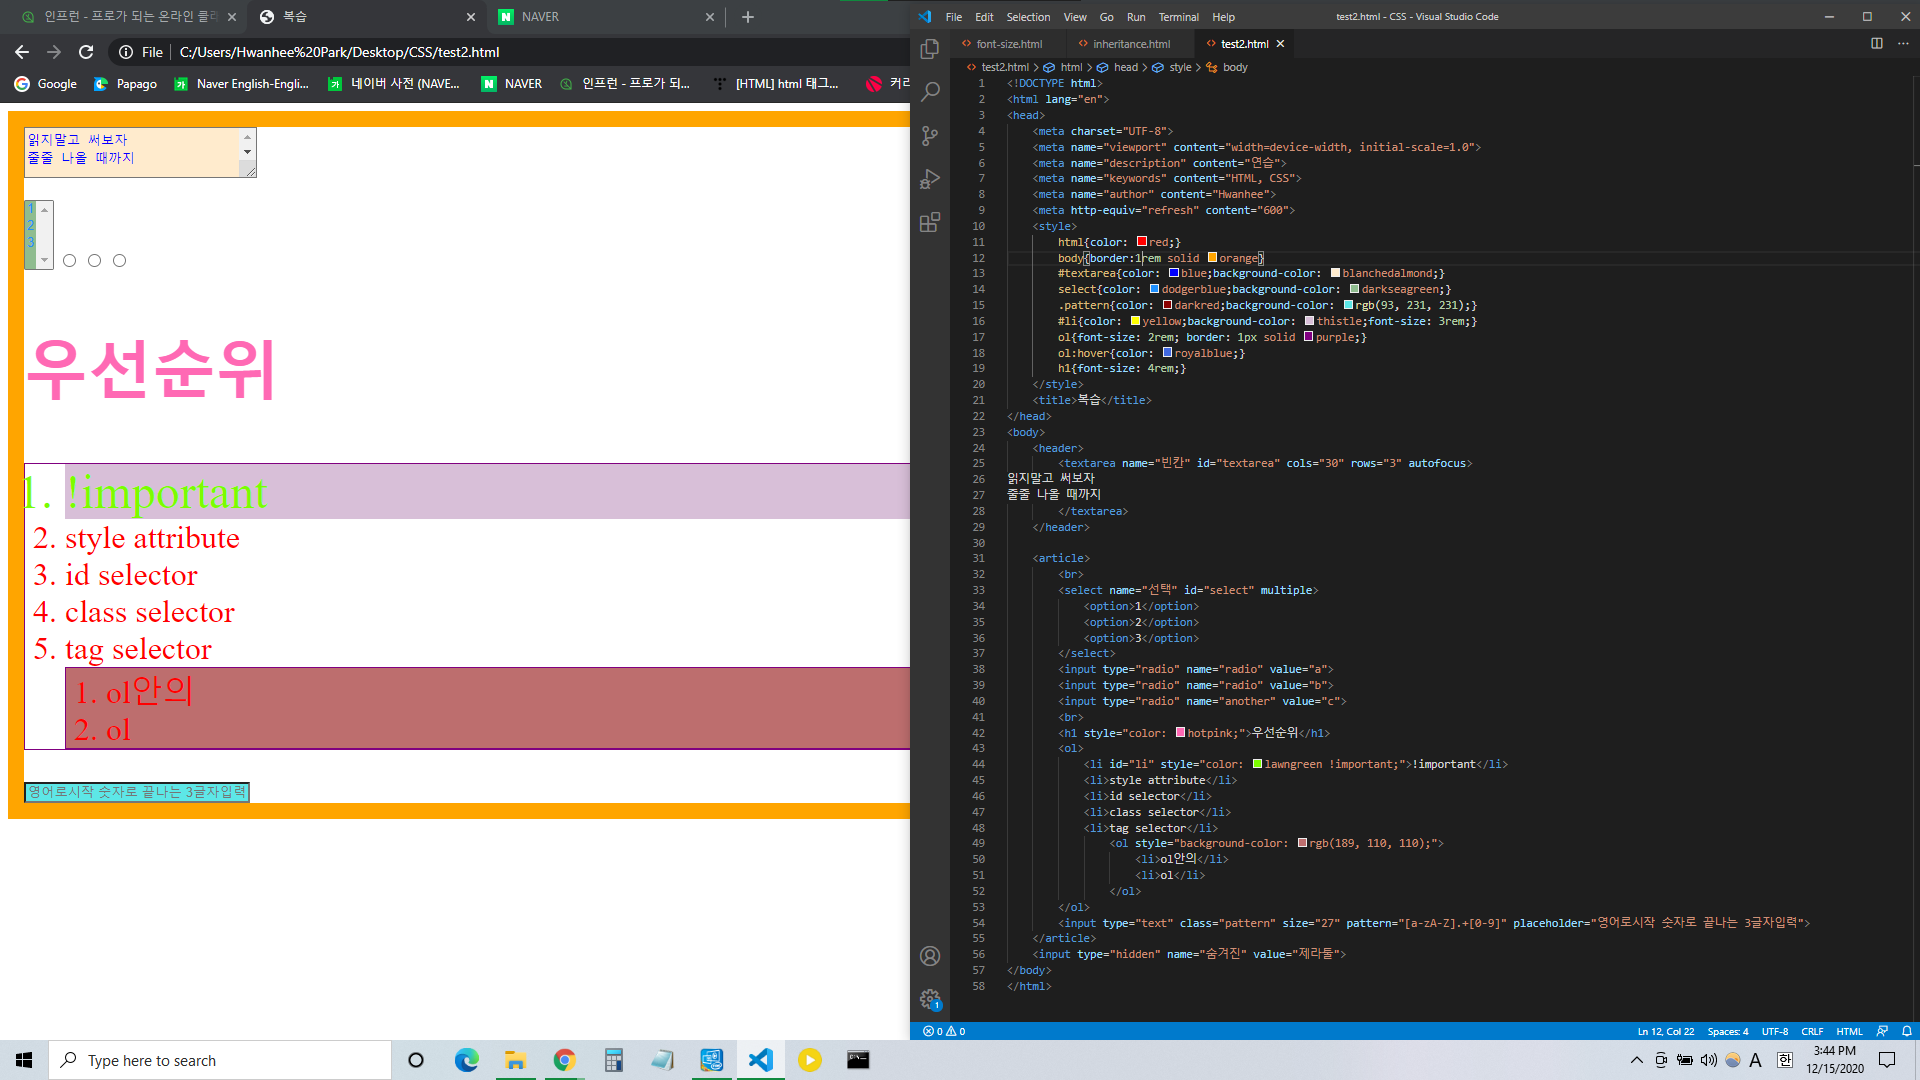 인프런 - 프로가 되는 온라인 클래
복습
NAVER
File C:/Users/Hwanhee%20Park/Desktop/CSS/test2.html
Google
Papago
Naver English-Engli...
네이버 사전 (NAVE...
NAVER
인프런 - 프로가 되...
[HTML] html 태그...
커리
읽지말고 써보자
줄줄 나올 때까지
1
2
3
우선순위
1. !important
2. style attribute
3. id selector
4. class selector
5. tag selector
1. ol안의
2. ol
영어로시작 숫자로 끝나는 3글자입력
File Edit Selection View Go Run Terminal Help
test2.html - CSS - Visual Studio Code
font-size.html
inheritance.html
test2.html
test2.html > html > head > style > body
1 <!DOCTYPE html>
2 <html lang="en">
3 <head>
4 <meta charset="UTF-8">
5 <meta name="viewport" content="width=device-width, initial-scale=1.0">
6 <meta name="description" content="연습">
7 <meta name="keywords" content="HTML, CSS">
8 <meta name="author" content="Hwanhee">
9 <meta http-equiv="refresh" content="600">
10 <style>
11 html{color: red;}
12 body{border:1rem solid orange}
13 #textarea{color: blue;background-color: blanchedalmond;}
14 select{color: dodgerblue;background-color: darkseagreen;}
15 .pattern{color: darkred;background-color: rgb(93, 231, 231);}
16 #li{color: yellow;background-color: thistle;font-size: 3rem;}
17 ol{font-size: 2rem; border: 1px solid purple;}
18 ol:hover{color: royalblue;}
19 h1{font-size: 4rem;}
20 </style>
21 <title>복습</title>
22 </head>
23 <body>
24 <header>
25 <textarea name="빈칸" id="textarea" cols="30" rows="3" autofocus>
26 읽지말고 써보자
27 줄줄 나올 때까지
28 </textarea>
29 </header>
30
31 <article>
32 <br>
33 <select name="선택" id="select" multiple>
34 <option>1</option>
35 <option>2</option>
36 <option>3</option>
37 </select>
38 <input type="radio" name="radio" value="a">
39 <input type="radio" name="radio" value="b">
40 <input type="radio" name="another" value="c">
41 <br>
42 <h1 style="color: hotpink;">우선순위</h1>
43 <ol>
44 <li id="li" style="color: lawngreen !important;">!important</li>
45 <li>style attribute</li>
46 <li>id selector</li>
47 <li>class selector</li>
48 <li>tag selector</li>
49 <ol style="background-color: rgb(189, 110, 110);">
50 <li>ol안의</li>
51 <li>ol</li>
52 </ol>
53 </ol>
54 <input type="text" class="pattern" size="27" pattern="[a-zA-Z].+[0-9]" placeholder="영어로시작 숫자로 끝나는 3글자입력">
55 </article>
56 <input type="hidden" name="숨겨진" value="제라툴">
57 </body>
58 </html>
1
0 0
Ln 12, Col 22 Spaces: 4 UTF-8 CRLF HTML
Type here to search
A 한
3:44 PM
12/15/2020